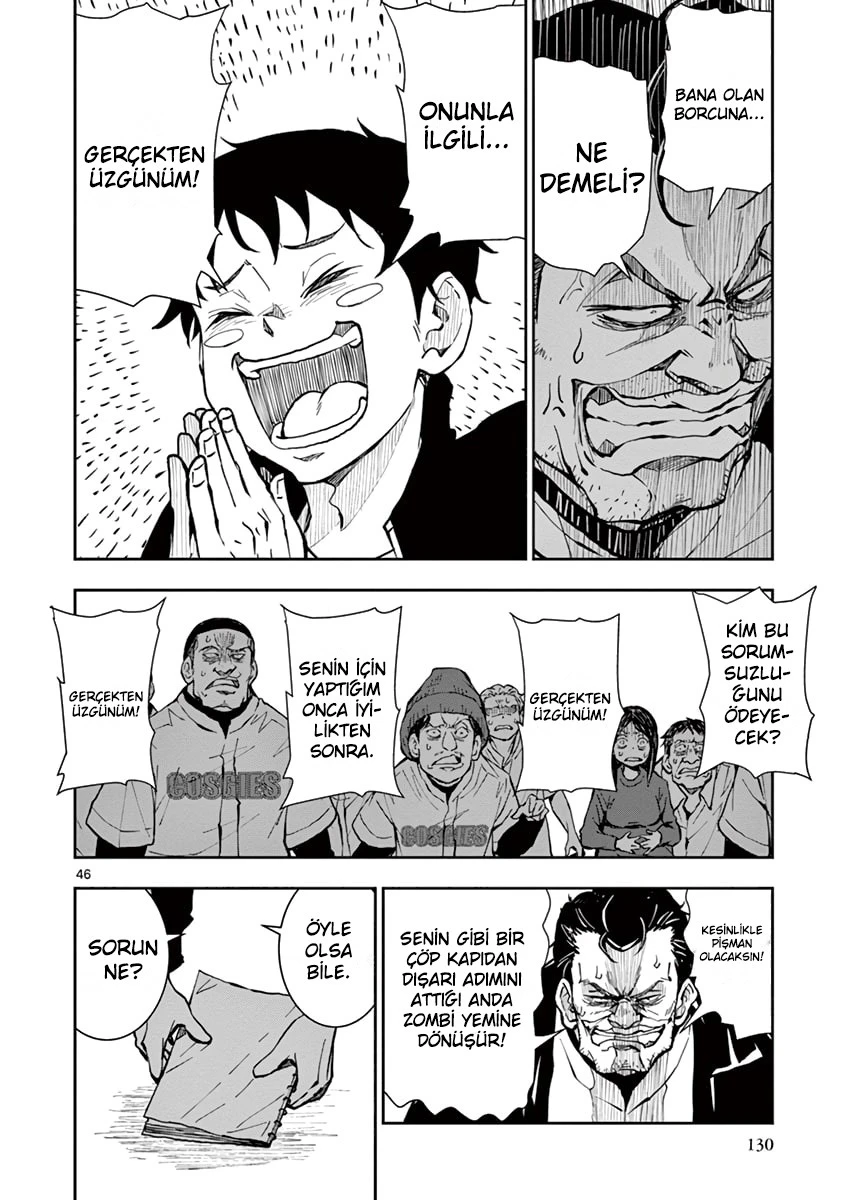 BANA OLAN
BORCUNA...
NE
DEMELİ?
ONUNLA
İLGİLİ...
GERÇEKTEN
ÜZGÜNÜM!
KİM BU
SORUM-
SUZLU-
ĞUNU
ÖDEYE-
CEK?
GERÇEKTEN
ÜZGÜNÜM!
SENİN İÇİN
YAPTIĞIM
ONCA İYİ-
LİKTEN
SONRA.
GERÇEKTEN
ÜZGÜNÜM!
COSGIES
COSGIES
46
KESİNLİKLE
PİŞMAN
OLACAKSIN!
SENİN GİBİ BİR
ÇÖP KAPIDAN
DIŞARI ADIMINI
ATTIĞI ANDA
ZOMBİ YEMİNE
DÖNÜŞÜR!
ÖYLE
OLSA
BİLE.
SORUN
NE?
130